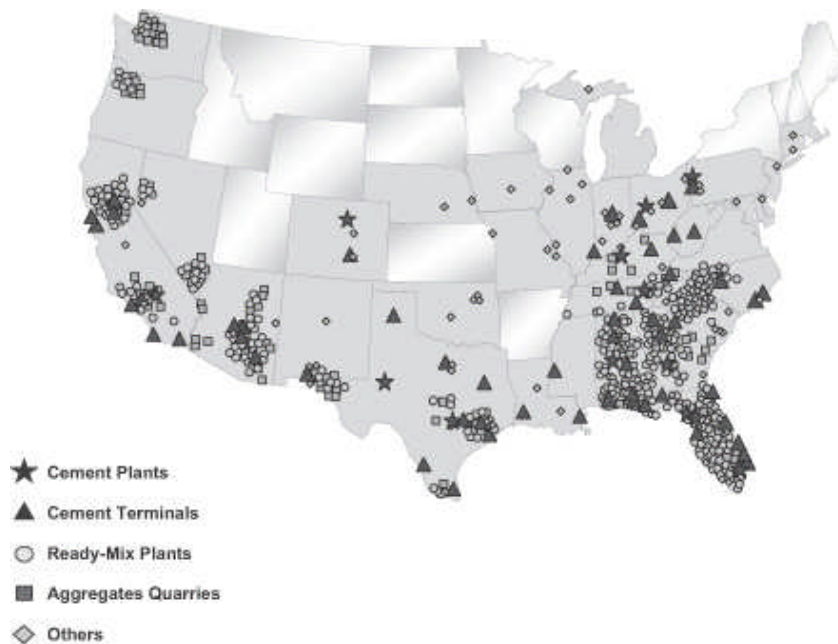 Cement Plants
Cement Terminals
Ready-Mix Plants
Aggregates Quarries
Others